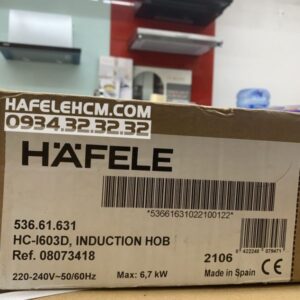 HAFELEHCM.COM
0934.32.32.32
HÄFELE
*53661631022100122*
536.61.631
HC-I603D, INDUCTION HOB
Ref. 08073418
2106
220-240V~50/60Hz Max: 6,7 kW Made in Spain CE